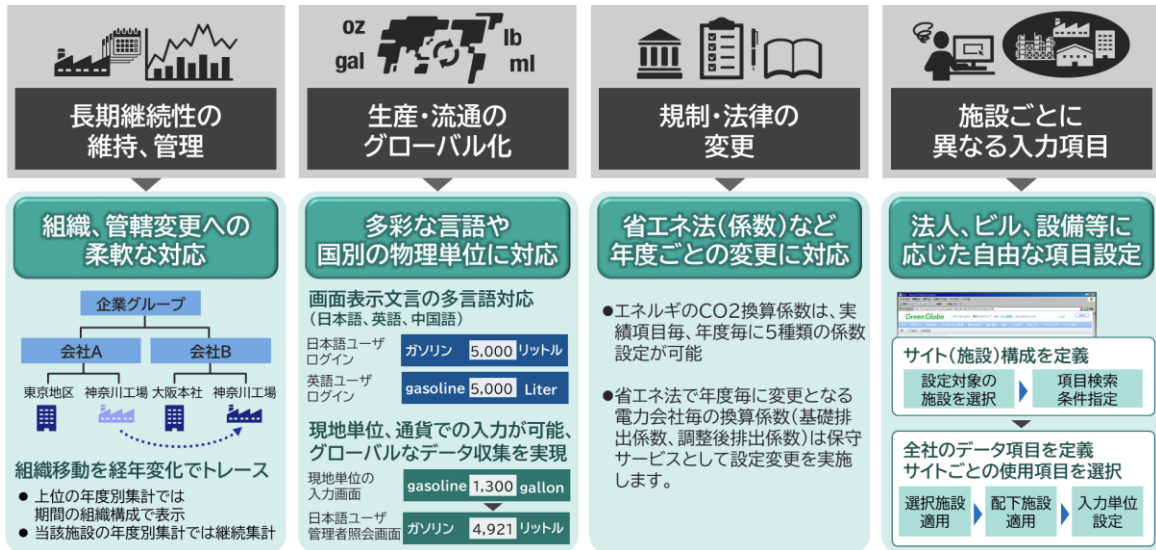 長期継続性の
維持、管理
組織、管轄変更への
柔軟な対応
企業グループ
会社A
会社B
東京地区
神奈川工場
大阪本社
神奈川工場
組織移動を経年変化でトレース
● 上位の年度別集計では
期間の組織構成で表示
● 当該施設の年度別集計では継続集計
oz
gal
lb
ml
生産・流通の
グローバル化
多彩な言語や
国別の物理単位に対応
画面表示文言の多言語対応
(日本語、英語、中国語)
日本語ユーザ
ログイン
ガソリン 5,000 リットル
英語ユーザ
ログイン
gasoline 5,000 Liter
現地単位、通貨での入力が可能、
グローバルなデータ収集を実現
現地単位の
入力画面
gasoline 1,300 gallon
日本語ユーザ
管理者照会画面
ガソリン 4,921 リットル
規制・法律の
変更
省エネ法(係数)など
年度ごとの変更に対応
●エネルギのCO2換算係数は、実
績項目毎、年度毎に5種類の係数
設定が可能
●省エネ法で年度毎に変更となる
電力会社毎の換算係数(基礎排
出係数、調整後排出係数)は保守
サービスとして設定変更を実施
します。
施設ごとに
異なる入力項目
法人、ビル、設備等に
応じた自由な項目設定
GreenGlobe
サイト(施設)構成を定義
設定対象の
施設を選択
項目検索
条件指定
全社のデータ項目を定義
サイトごとの使用項目を選択
選択施設
適用
配下施設
適用
入力単位
設定